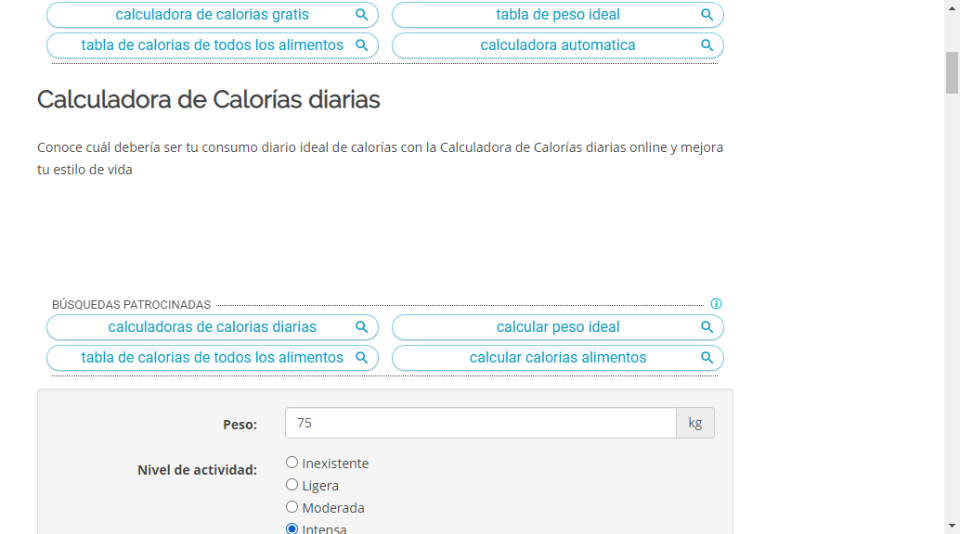 calculadora de calorias gratis
tabla de peso ideal
tabla de calorias de todos los alimentos
calculadora automatica
Calculadora de Calorías diarias
Conoce cuál debería ser tu consumo diario ideal de calorías con la Calculadora de Calorías diarias online y mejora
tu estilo de vida
BÚSQUEDAS PATROCINADAS
calculadoras de calorias diarias
calcular peso ideal
tabla de calorias de todos los alimentos
calcular calorias alimentos
Peso: 75 kg
Nivel de actividad:
Inexistente
Ligera
Moderada
Intensa